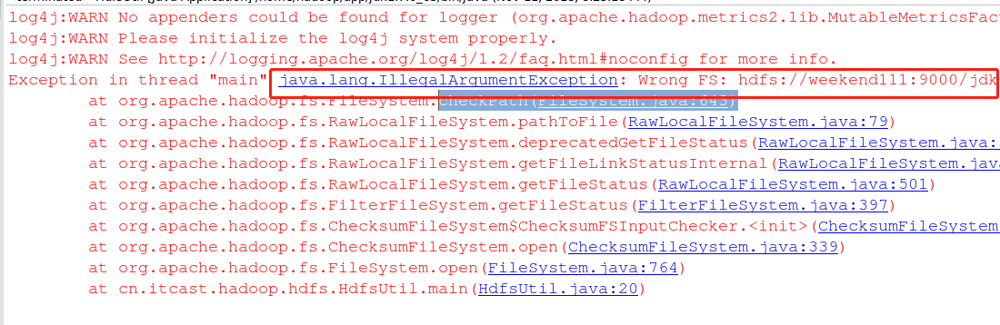 log4j:WARN No appenders could be found for logger (org.apache.hadoop.metrics2.lib.MutableMetricsFact
log4j:WARN Please initialize the log4j system properly.
log4j:WARN See http://logging.apache.org/log4j/1.2/faq.html#noconfig for more info.
Exception in thread "main" java.lang.IllegalArgumentException: Wrong FS: hdfs://weekend111:9000/jdk
at org.apache.hadoop.fs.FileSystem.checkPath(FileSystem.java:643)
at org.apache.hadoop.fs.RawLocalFileSystem.pathToFile(RawLocalFileSystem.java:79)
at org.apache.hadoop.fs.RawLocalFileSystem.deprecatedGetFileStatus(RawLocalFileSystem.java:
at org.apache.hadoop.fs.RawLocalFileSystem.getFileLinkStatusInternal(RawLocalFileSystem.jav
at org.apache.hadoop.fs.RawLocalFileSystem.getFileStatus(RawLocalFileSystem.java:501)
at org.apache.hadoop.fs.FilterFileSystem.getFileStatus(FilterFileSystem.java:397)
at org.apache.hadoop.fs.ChecksumFileSystem$ChecksumFSInputChecker.<init>(ChecksumFileSystem
at org.apache.hadoop.fs.ChecksumFileSystem.open(ChecksumFileSystem.java:339)
at org.apache.hadoop.fs.FileSystem.open(FileSystem.java:764)
at cn.itcast.hadoop.hdfs.HdfsUtil.main(HdfsUtil.java:20)